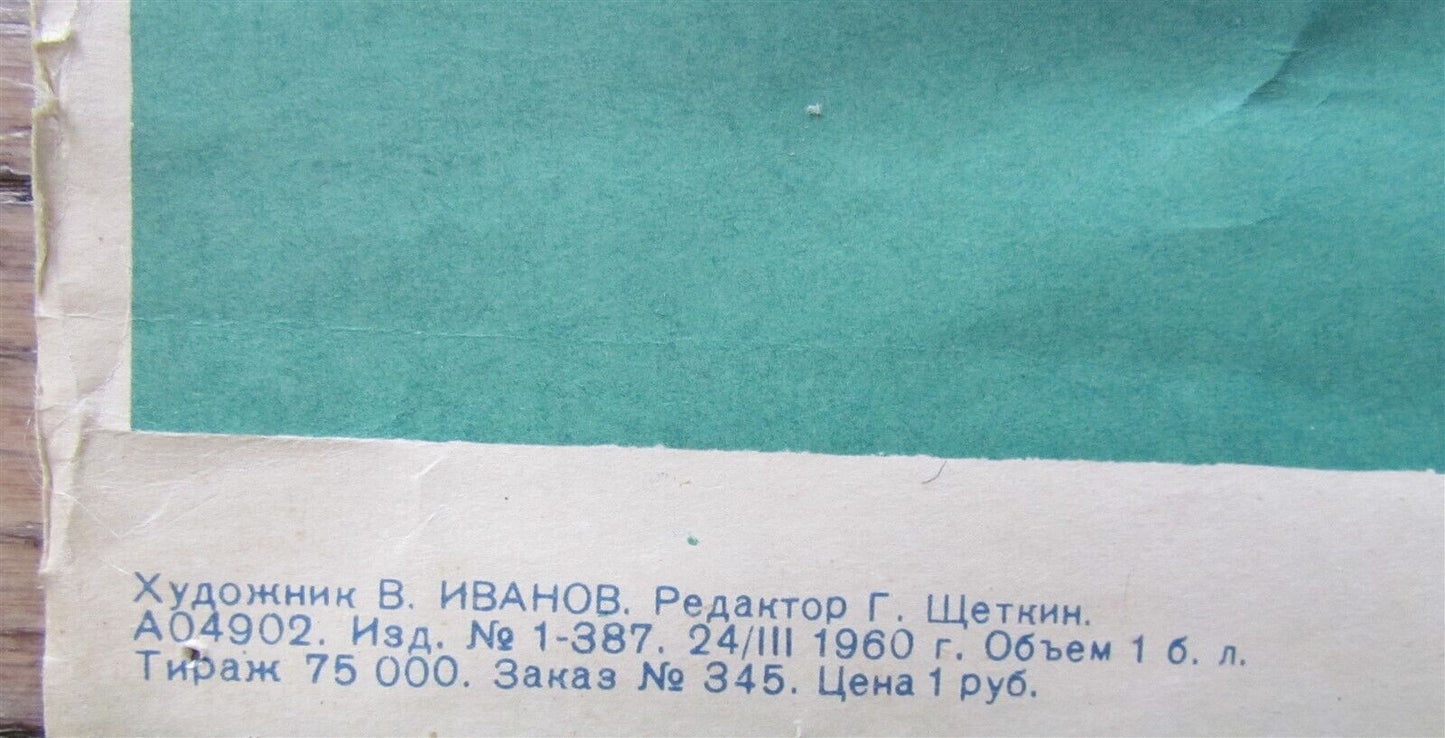 Художник В. ИВАНОВ. Редактор Г. Щеткин.
А04902. Изд. № 1-387. 24/III 1960 г. Объем 1 б. л.
Тираж 75 000. Заказ № 345. Цена 1 руб.